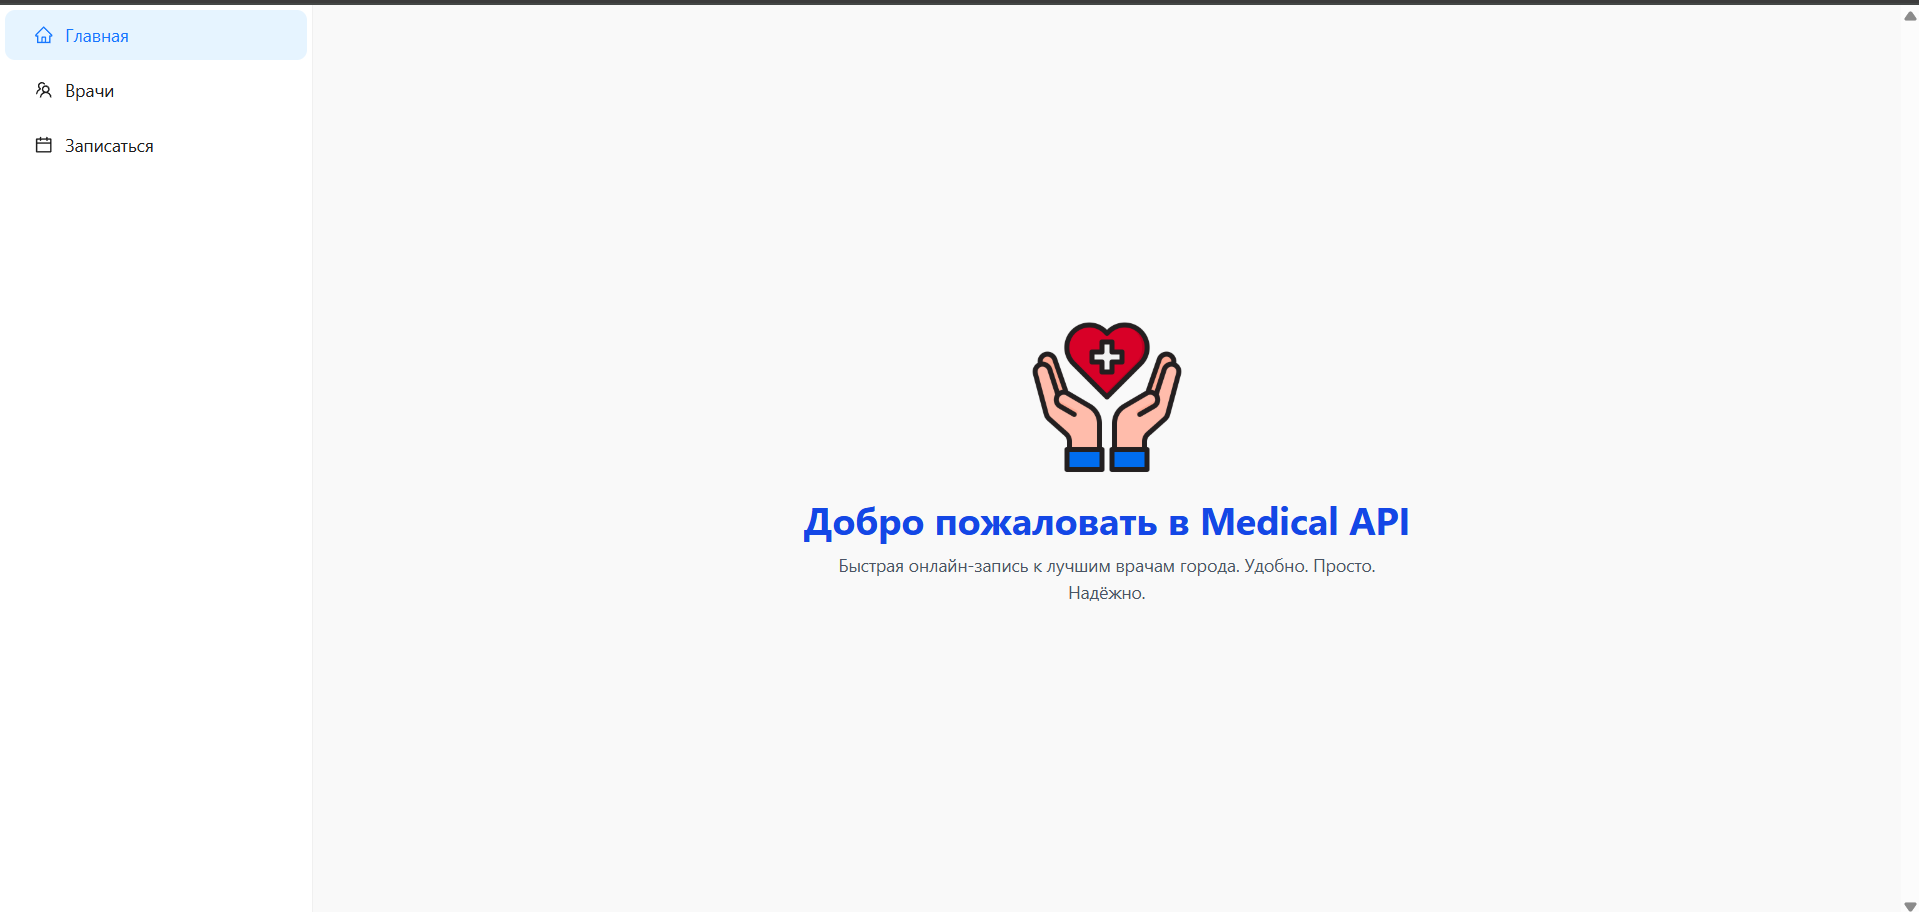 Главная
Врачи
Записаться
Добро пожаловать в Medical API
Быстрая онлайн-запись к лучшим врачам города. Удобно. Просто.
Надёжно.